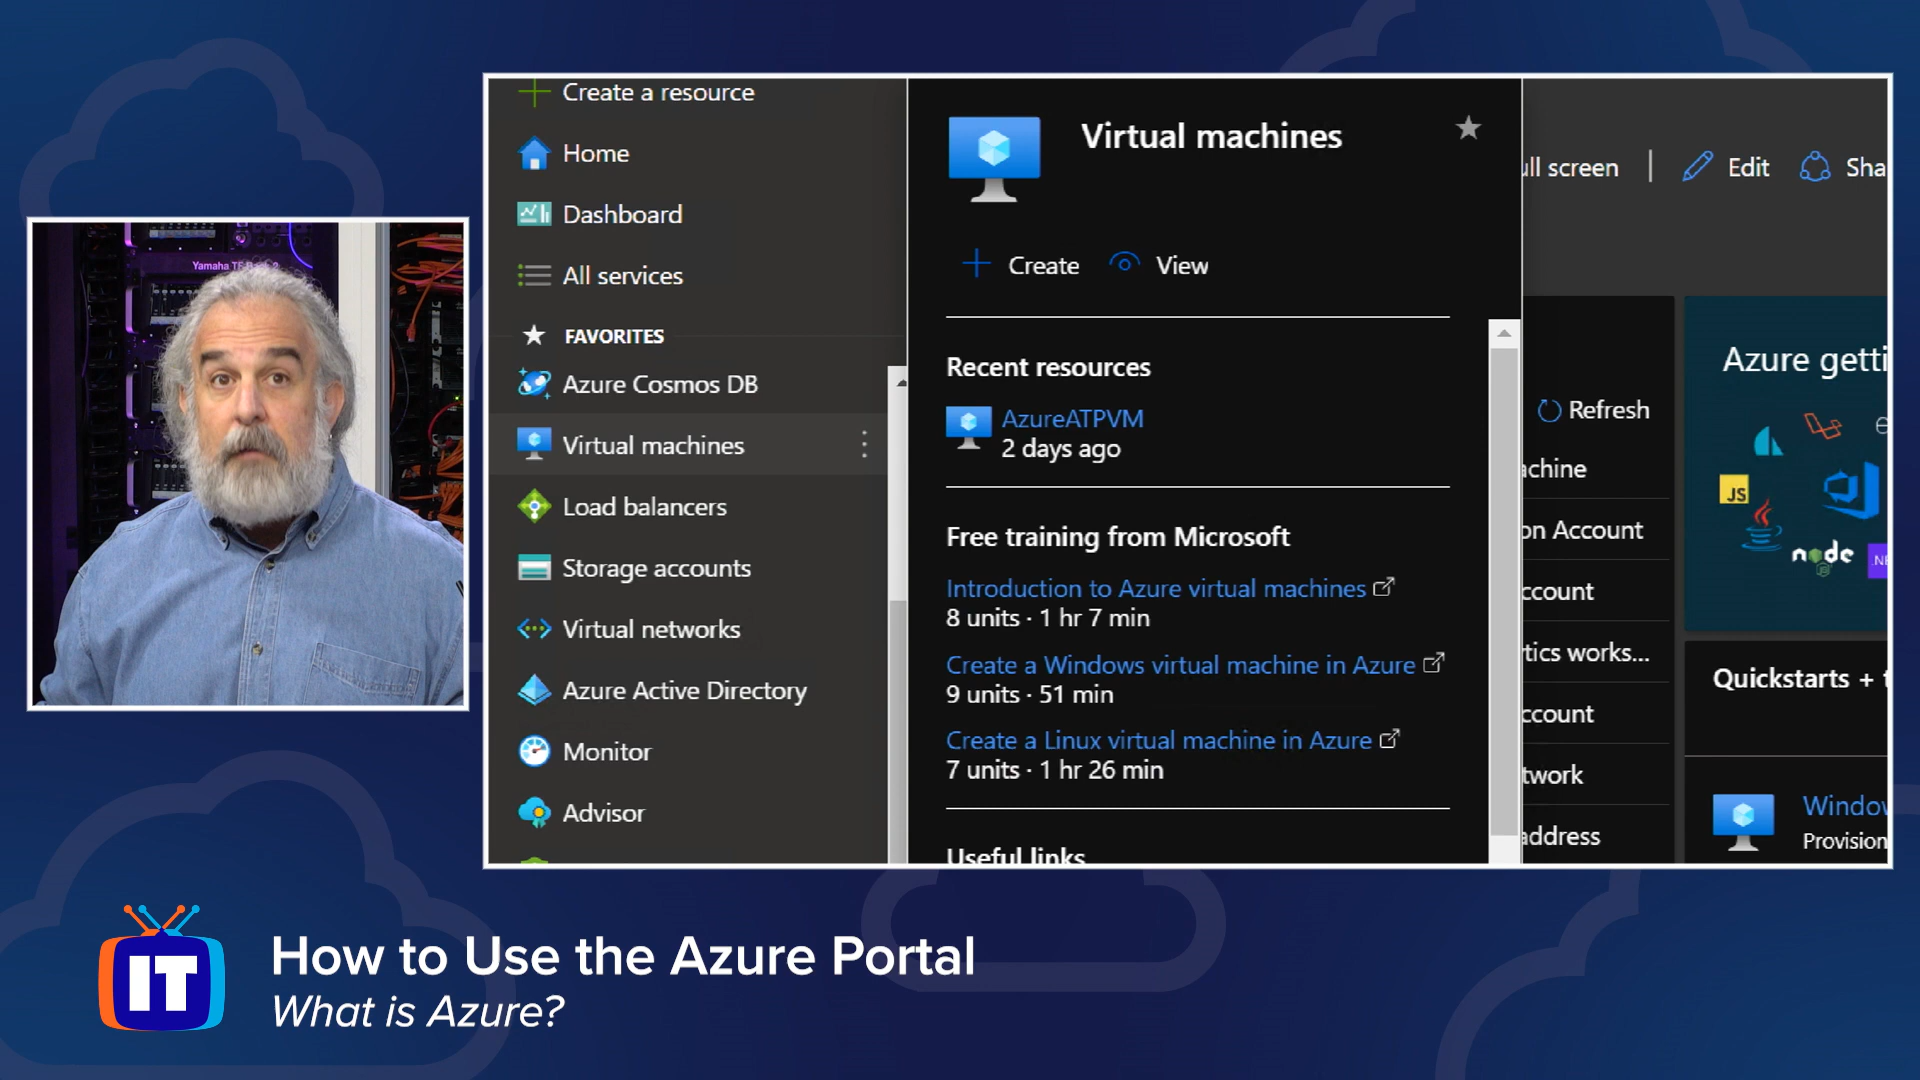 Yamaha
Create a resource
Home
Dashboard
All services
FAVORITES
Azure Cosmos DB
Virtual machines
Load balancers
Storage accounts
Virtual networks
Azure Active Directory
Monitor
Advisor
Virtual machines
Create
View
Recent resources
AzureATPVM
2 days ago
Free training from Microsoft
Introduction to Azure virtual machines
8 units · 1 hr 7 min
Create a Windows virtual machine in Azure
9 units · 51 min
Create a Linux virtual machine in Azure
7 units · 1 hr 26 min
Useful links
ull screen | Edit Sha
Refresh
achine
on Account
ccount
tics works...
ccount
twork
address
Azure getti
JS
node
JS
.NE
Quickstarts + t
Window
Provision
IT
How to Use the Azure Portal
What is Azure?